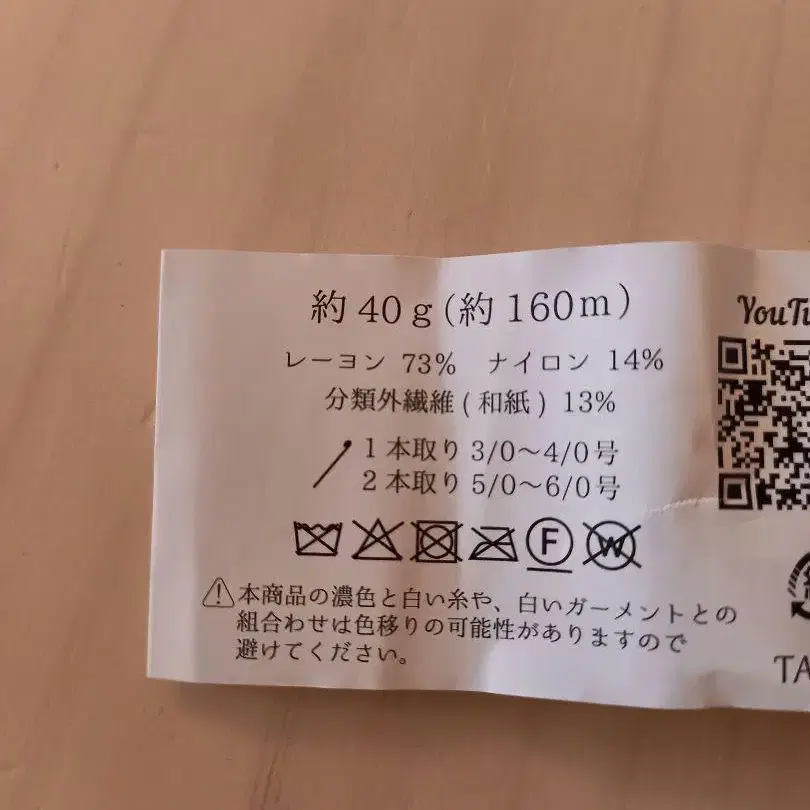 約 40 g (約 160m)
レーヨン 73% ナイロン 14%
分類外繊維 ( 和紙 ) 13%
1 本取り 3/0～4/0 号
2 本取り 5/0～6/0 号
F W
本商品の濃色と白い糸や、白いガーメントとの
組合わせは色移りの可能性がありますので
避けてください。
YouTu
TA